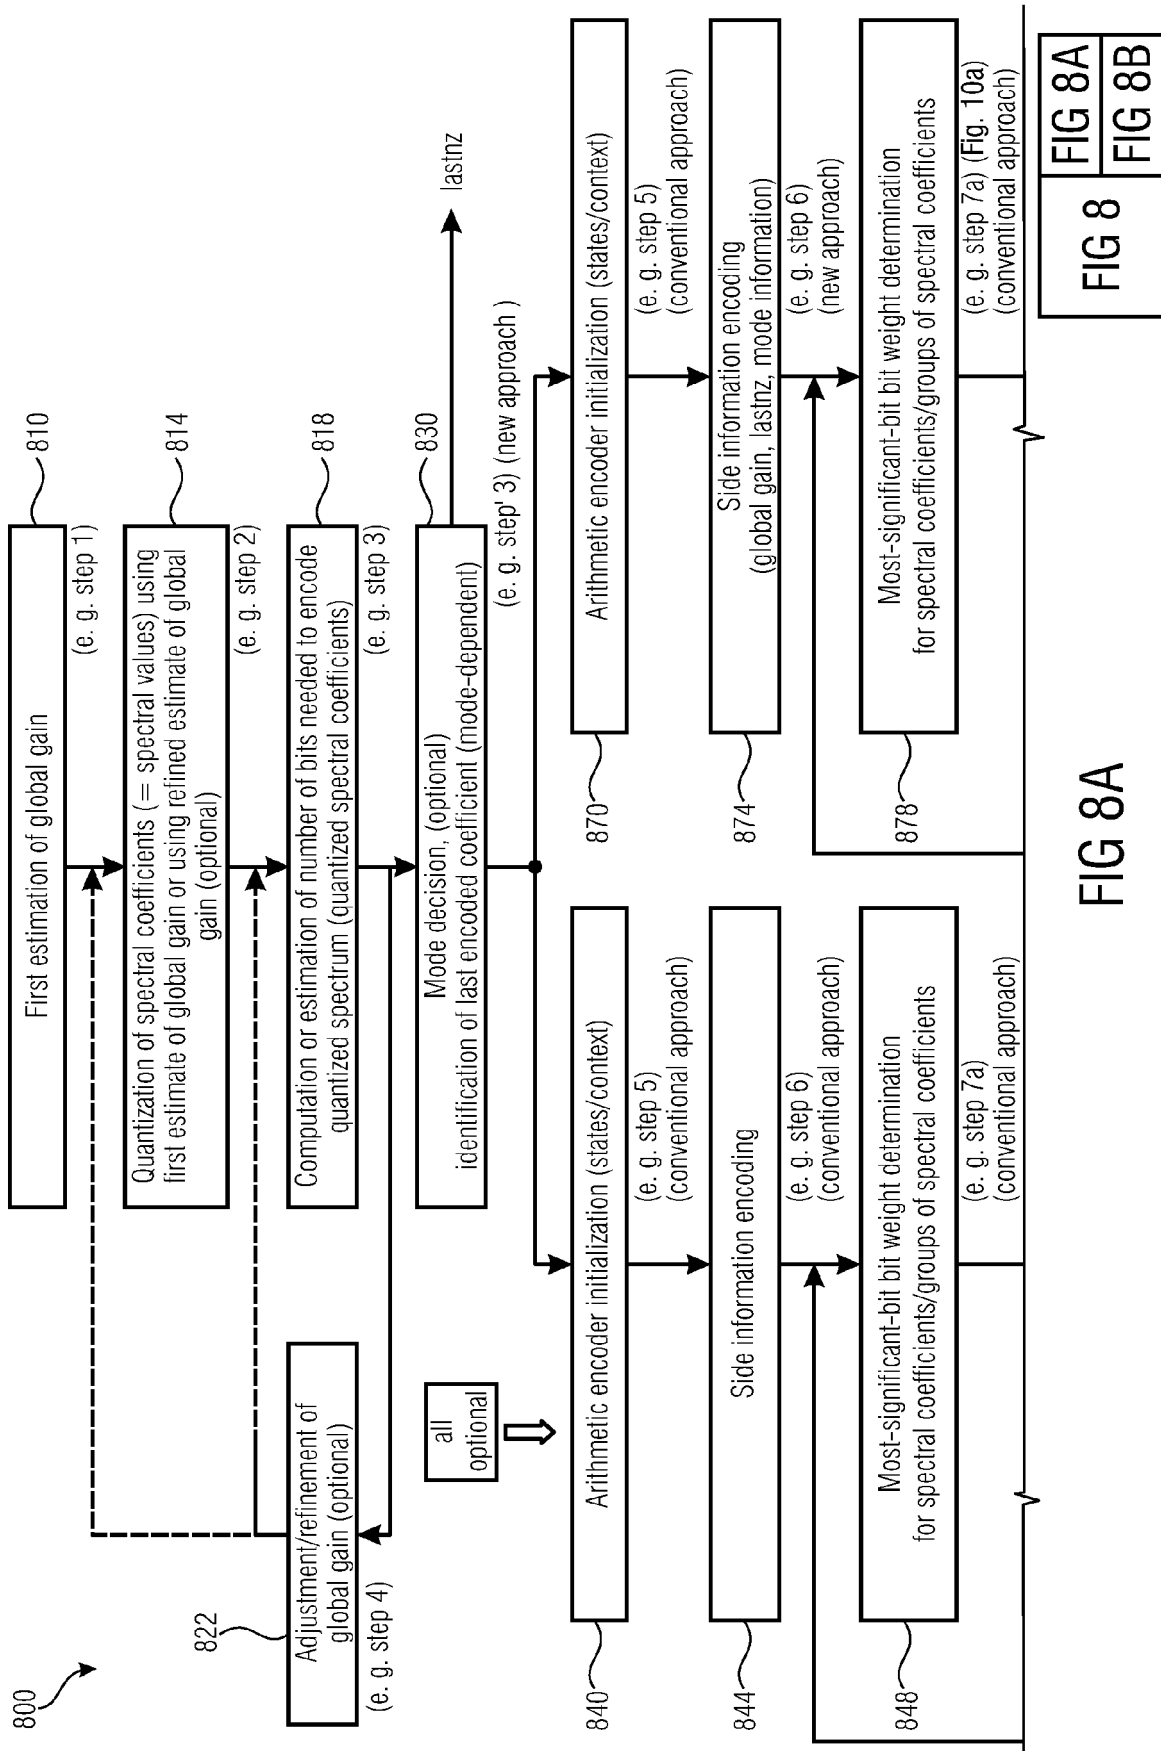 800
First estimation of global gain
810
(e. g. step 1)
Quantization of spectral coefficients (= spectral values) using
first estimate of global gain or using refined estimate of global
gain (optional)
814
(e. g. step 2)
822
Adjustment/refinement of
global gain (optional)
(e. g. step 4)
Computation or estimation of number of bits needed to encode
quantized spectrum (quantized spectral coefficients)
818
(e. g. step 3)
Mode decision, (optional)
identification of last encoded coefficient (mode-dependent)
830
lastnz
(e. g. step' 3) (new approach )
all
optional
840
Arithmetic encoder initialization (states/context)
(e. g. step 5)
(conventional approach)
844
Side information encoding
(e. g. step 6)
(conventional approach)
848
Most-significant-bit bit weight determination
for spectral coefficients/groups of spectral coefficients
(e. g. step 7a)
(conventional approach)
870
Arithmetic encoder initialization (states/context)
(e. g. step 5)
(conventional approach)
874
Side information encoding
(global gain, lastnz, mode information)
(e. g. step 6)
(new approach)
878
Most-significant-bit bit weight determination
for spectral coefficients/groups of spectral coefficients
(e. g. step 7a) (Fig. 10a)
(conventional approach)
FIG 8A
FIG 8
FIG 8A
FIG 8B